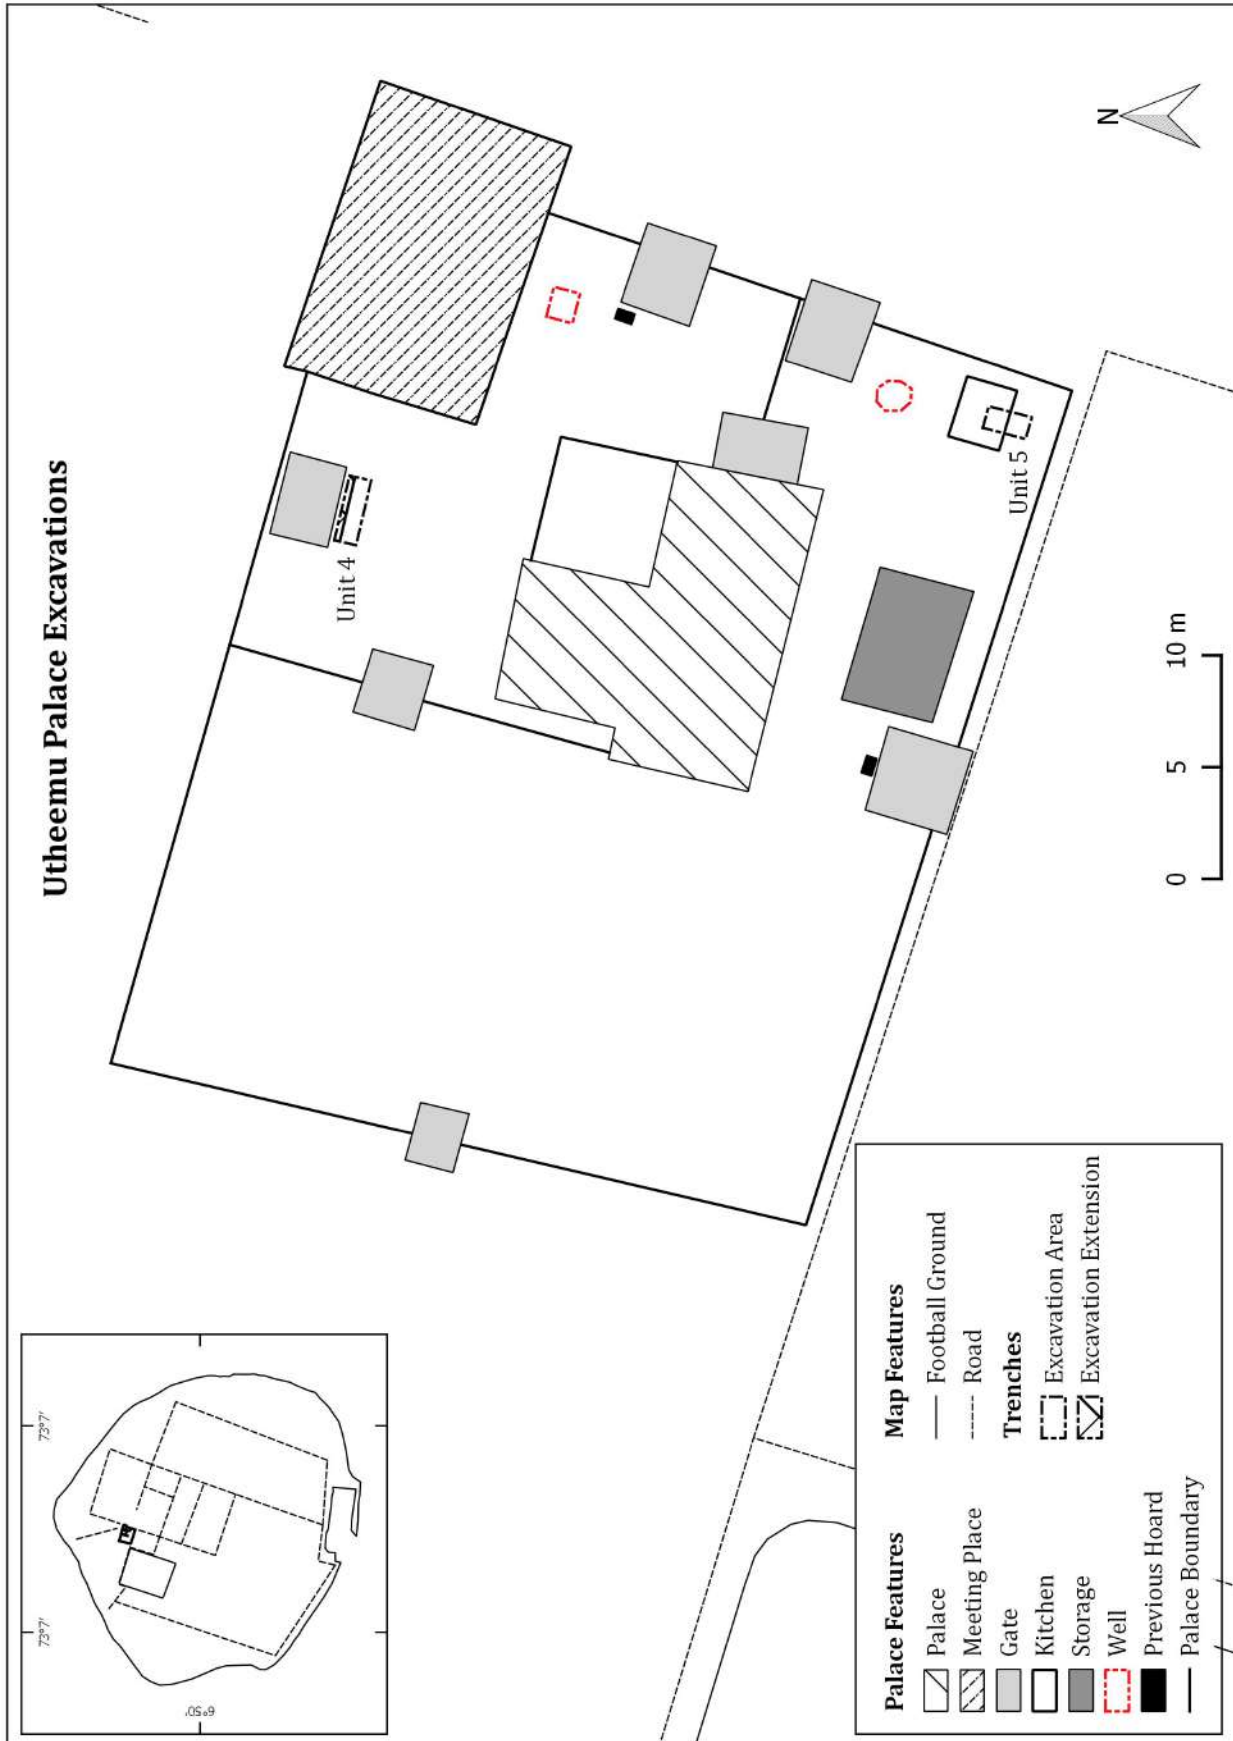 Utheemu Palace Excavations
73°7'
73°7'
6°50'
Unit 4
Unit 5
N
0 5 10 m
Palace Features
Palace
Meeting Place
Gate
Kitchen
Storage
Well
Previous Hoard
Palace Boundary
Map Features
Football Ground
Road
Trenches
Excavation Area
Excavation Extension